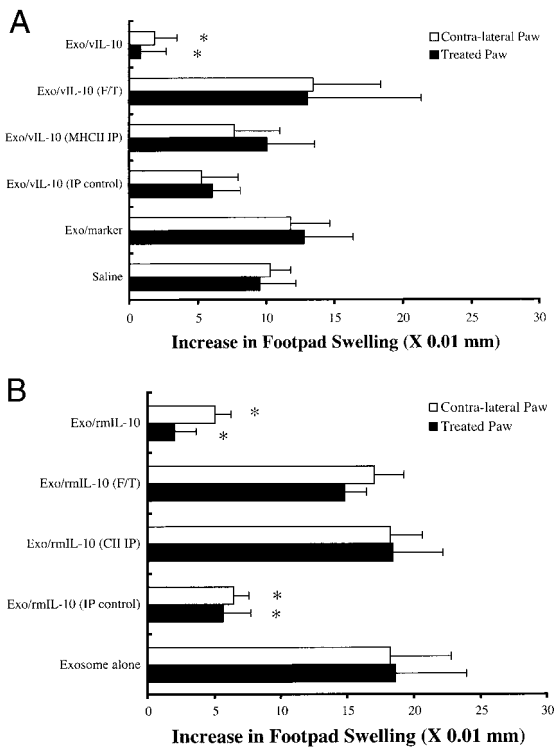 A
Exo/vIL-10
*
*
Contra-lateral Paw
Treated Paw
Exo/vIL-10 (F/T)
Exo/vIL-10 (MHCII IP)
Exo/vIL-10 (IP control)
Exo/marker
Saline
0 5 10 15 20 25 30
Increase in Footpad Swelling (X 0.01 mm)
B
Exo/rmIL-10
*
*
Contra-lateral Paw
Treated Paw
Exo/rmIL-10 (F/T)
Exo/rmIL-10 (CII IP)
Exo/rmIL-10 (IP control)
*
*
Exosome alone
0 5 10 15 20 25 30
Increase in Footpad Swelling (X 0.01 mm)